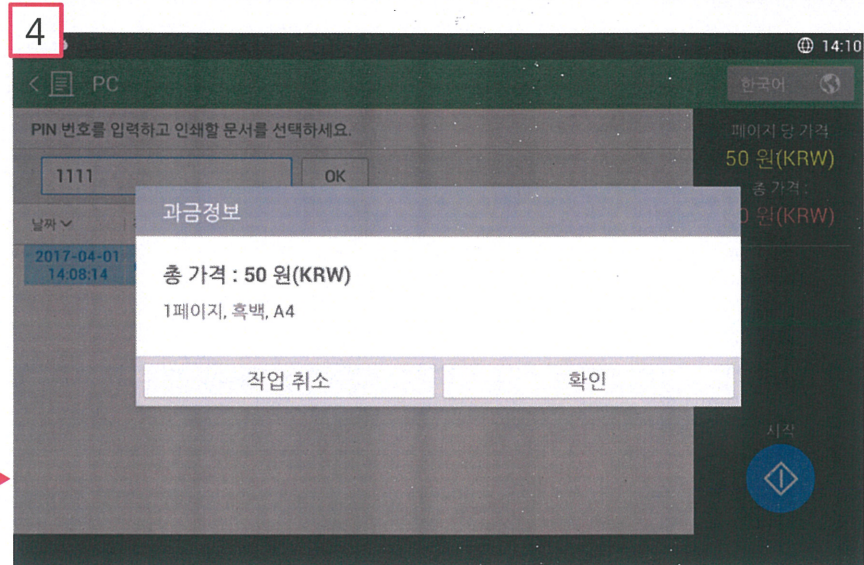 4
14:10
PC
한국어
PIN 번호를 입력하고 인쇄할 문서를 선택하세요.
페이지 당 가격
50 원(KRW)
1111
OK
총 가격 :
0 원(KRW)
날짜
과금정보
2017-04-01
14:08:14
총 가격 : 50 원(KRW)
1페이지, 흑백, A4
작업 취소
확인
시작